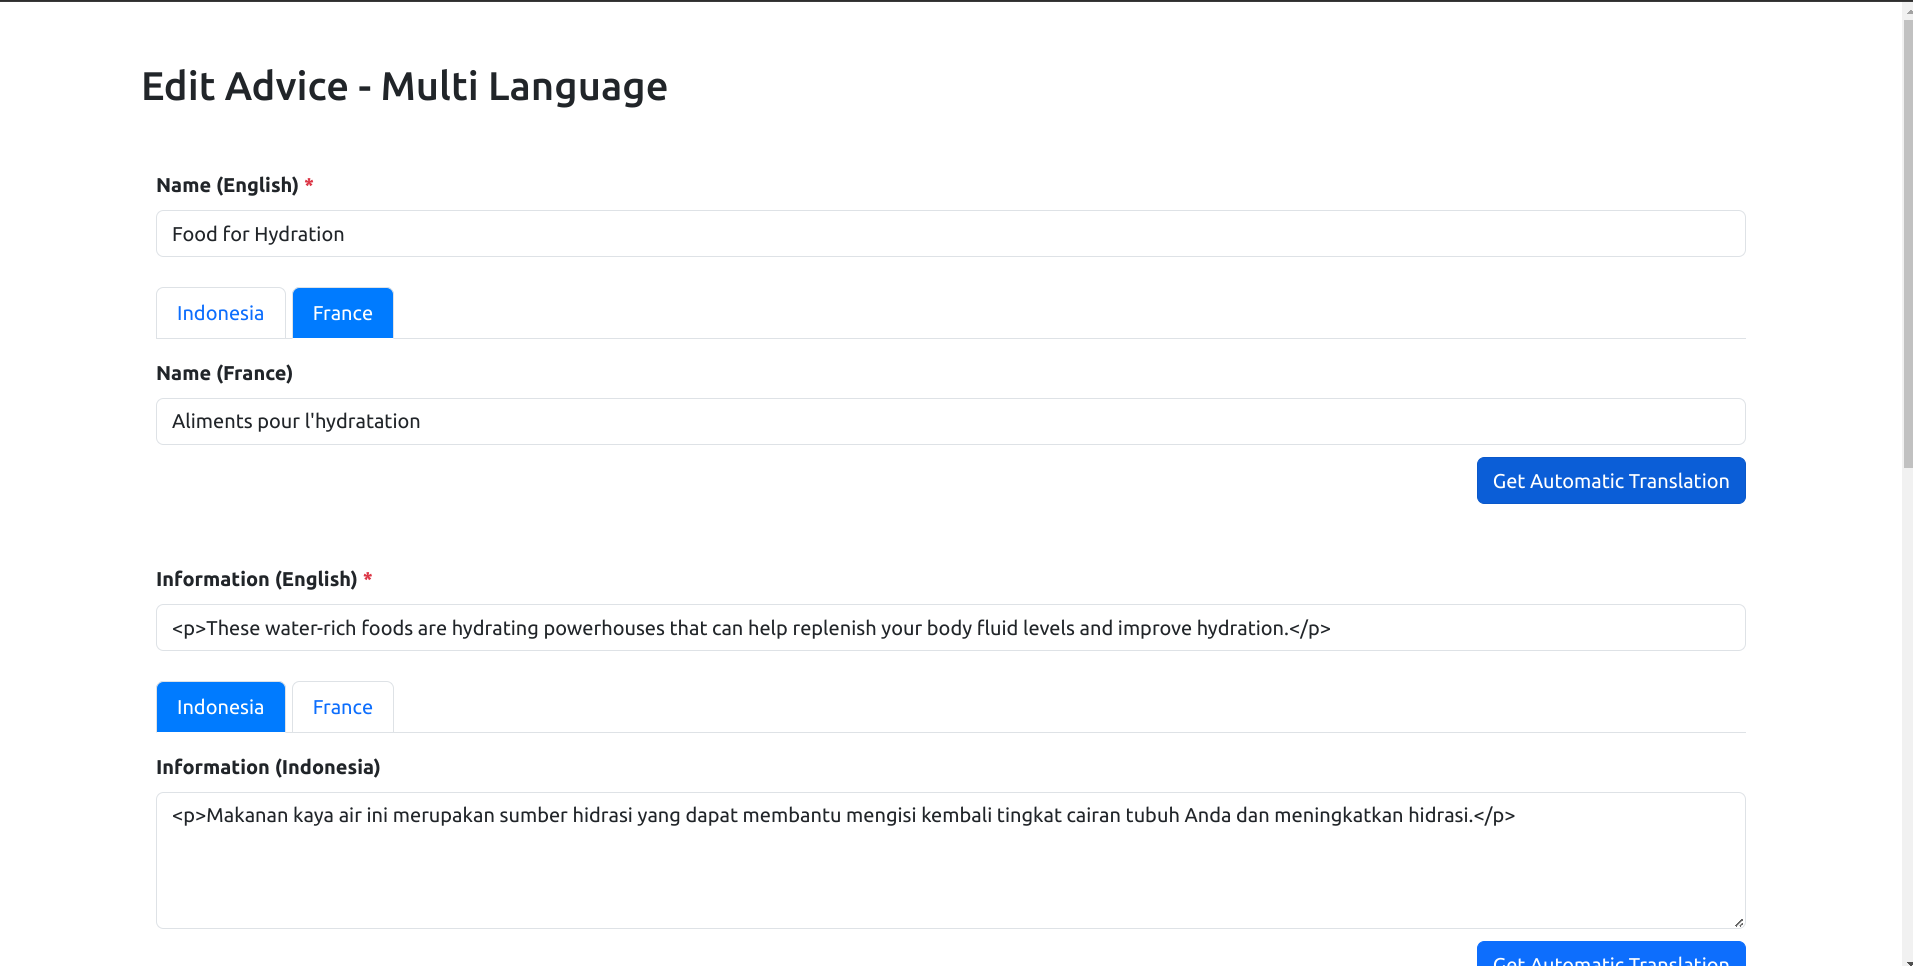 Edit Advice - Multi Language
Name (English) *
Food for Hydration
Indonesia France
Name (France)
Aliments pour l'hydratation
Get Automatic Translation
Information (English) *
<p>These water-rich foods are hydrating powerhouses that can help replenish your body fluid levels and improve hydration.</p>
Indonesia France
Information (Indonesia)
<p>Makanan kaya air ini merupakan sumber hidrasi yang dapat membantu mengisi kembali tingkat cairan tubuh Anda dan meningkatkan hidrasi.</p>
Get Automatic Translation